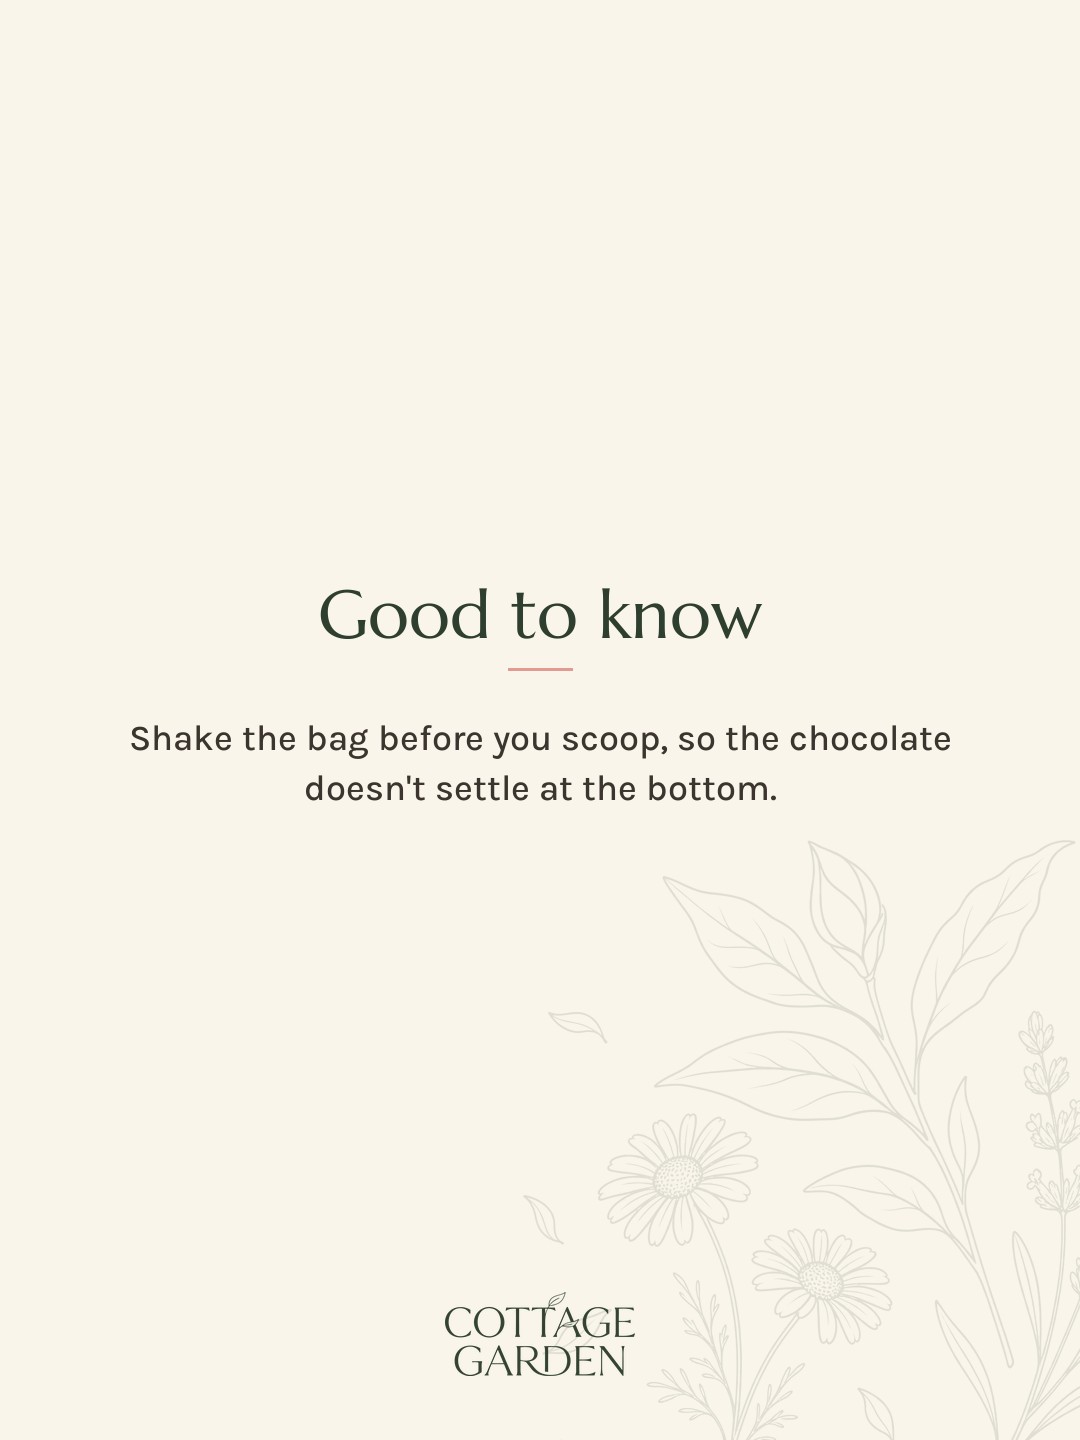 Good to know
Shake the bag before you scoop, so the chocolate
doesn't settle at the bottom.
COTTAGE
GARDEN